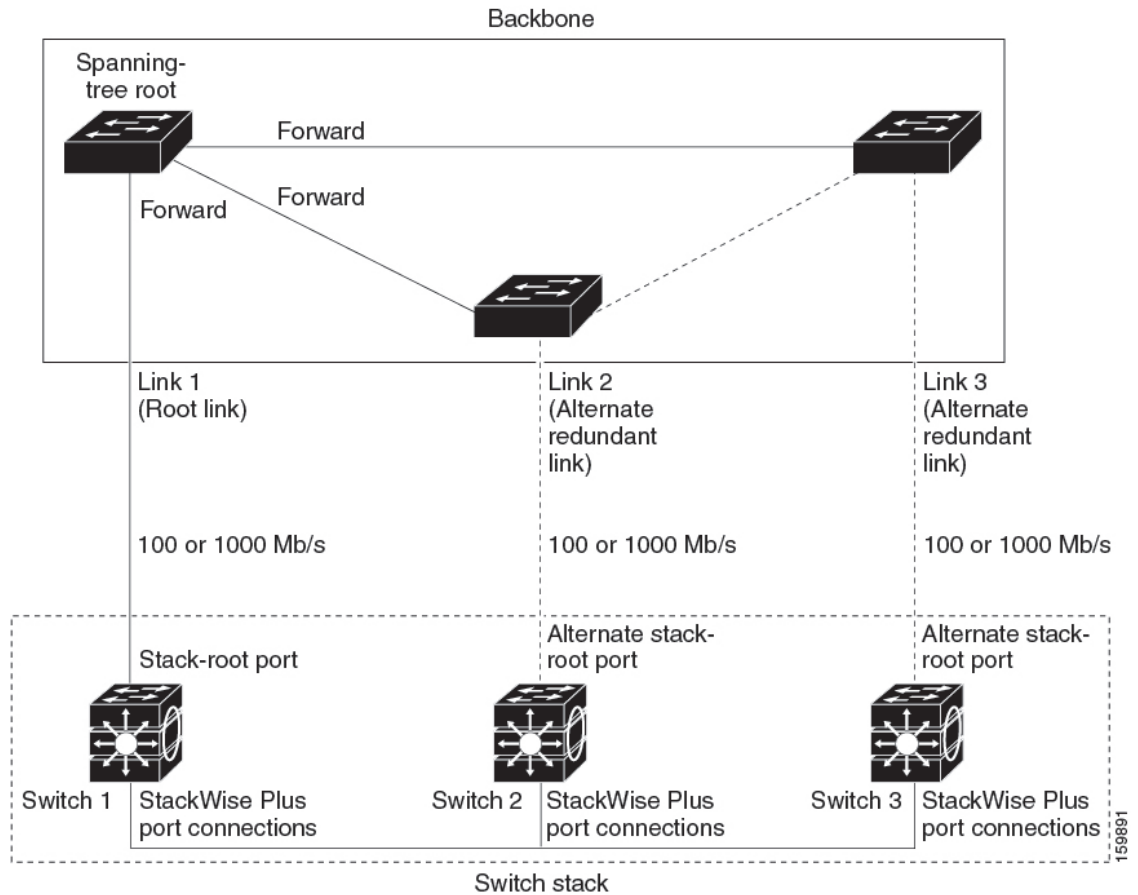 Backbone
Spanning-
tree root
Forward
Forward
Forward
Link 1
(Root link)
Link 2
(Alternate
redundant
link)
Link 3
(Alternate
redundant
link)
100 or 1000 Mb/s
100 or 1000 Mb/s
100 or 1000 Mb/s
Stack-root port
Alternate stack-
root port
Alternate stack-
root port
Switch 1
StackWise Plus
port connections
Switch 2
StackWise Plus
port connections
Switch 3
StackWise Plus
port connections
159891
Switch stack